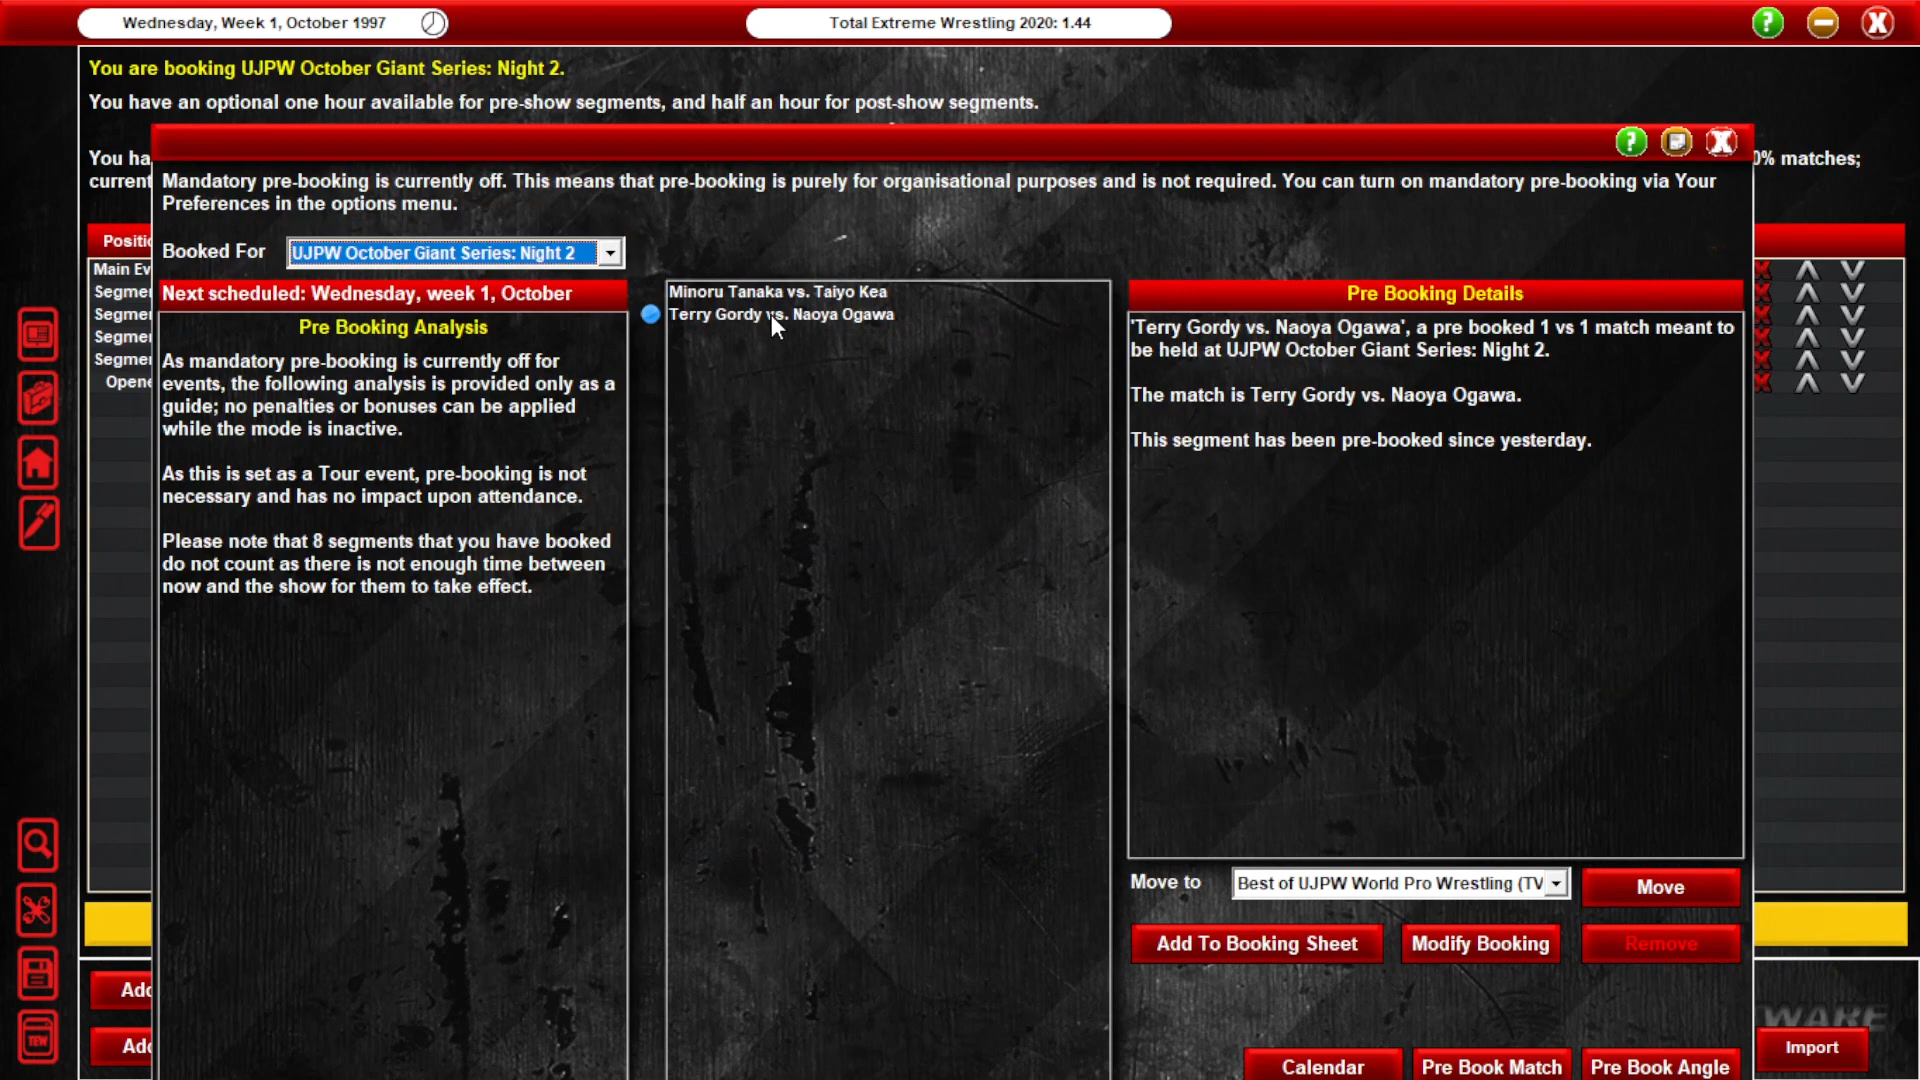 Wednesday, Week 1, October 1997
Total Extreme Wrestling 2020: 1.44
You are booking UJPW October Giant Series: Night 2.
You have an optional one hour available for pre-show segments, and half an hour for post-show segments.
You ha
0% matches;
current
Mandatory pre-booking is currently off. This means that pre-booking is purely for organisational purposes and is not required. You can turn on mandatory pre-booking via Your
Preferences in the options menu.
Positio
Booked For
UJPW October Giant Series: Night 2
Main Ev
Segme
Segme
Segme
Segme
Opene
Next scheduled: Wednesday, week 1, October
Pre Booking Analysis
As mandatory pre-booking is currently off for
events, the following analysis is provided only as a
guide; no penalties or bonuses can be applied
while the mode is inactive.
As this is set as a Tour event, pre-booking is not
necessary and has no impact upon attendance.
Please note that 8 segments that you have booked
do not count as there is not enough time between
now and the show for them to take effect.
Minoru Tanaka vs. Taiyo Kea
Terry Gordy vs. Naoya Ogawa
Pre Booking Details
'Terry Gordy vs. Naoya Ogawa', a pre booked 1 vs 1 match meant to
be held at UJPW October Giant Series: Night 2.
The match is Terry Gordy vs. Naoya Ogawa.
This segment has been pre-booked since yesterday.
Move to
Best of UJPW World Pro Wrestling (TV
Move
Add To Booking Sheet
Modify Booking
Remove
Add
Add
Calendar
Pre Book Match
Pre Book Angle
WARE
Import
TEW